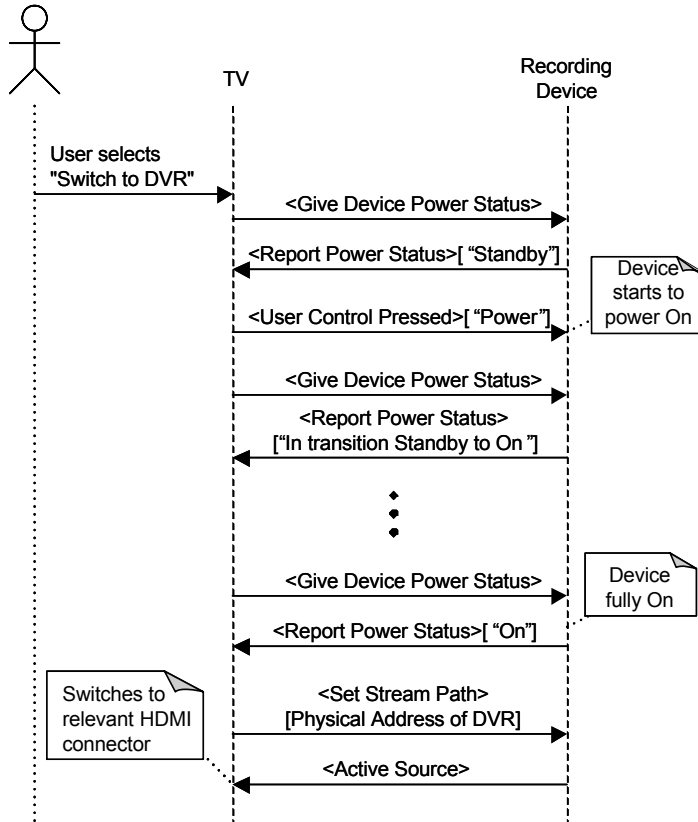 TV
Recording
Device
User selects
"Switch to DVR"
<Give Device Power Status>
<Report Power Status>[ “Standby”]
Device
starts to
power On
<User Control Pressed>[ “Power”]
<Give Device Power Status>
<Report Power Status>
[“In transition Standby to On ”]
<Give Device Power Status>
Device
fully On
<Report Power Status>[ “On”]
Switches to
relevant HDMI
connector
<Set Stream Path>
[Physical Address of DVR]
<Active Source>